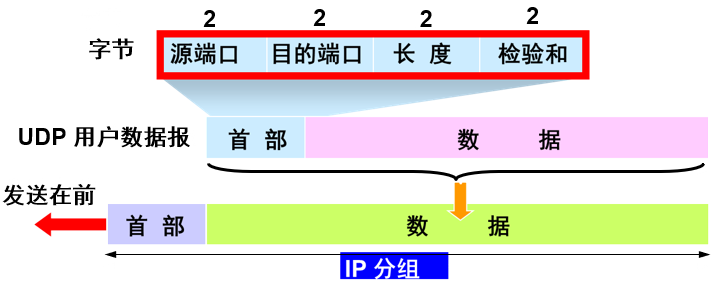 2 2 2 2
字节 源端口 目的端口 长 度 检验和
UDP 用户数据报 首 部 数 据
发送在前
首 部 数 据
IP 分组